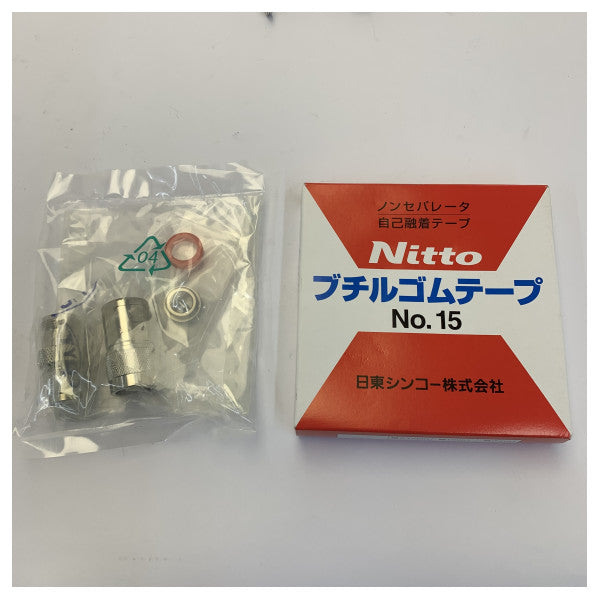 04
ノンセパレータ
自己融着テープ
Nitto
ブチルゴムテープ
No.15
日東シンコー株式会社